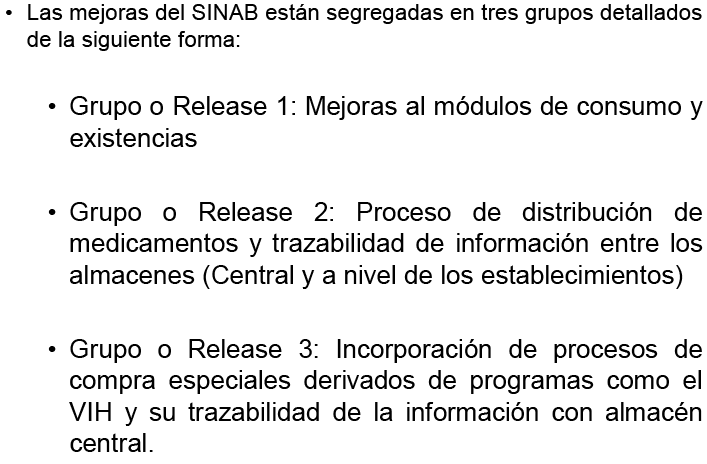 • Las mejoras del SINAB están segregadas en tres grupos detallados
de la siguiente forma:
• Grupo o Release 1: Mejoras al módulos de consumo y
existencias
• Grupo o Release 2: Proceso de distribución de
medicamentos y trazabilidad de información entre los
almacenes (Central y a nivel de los establecimientos)
• Grupo o Release 3: Incorporación de procesos de
compra especiales derivados de programas como el
VIH y su trazabilidad de la información con almacén
central.